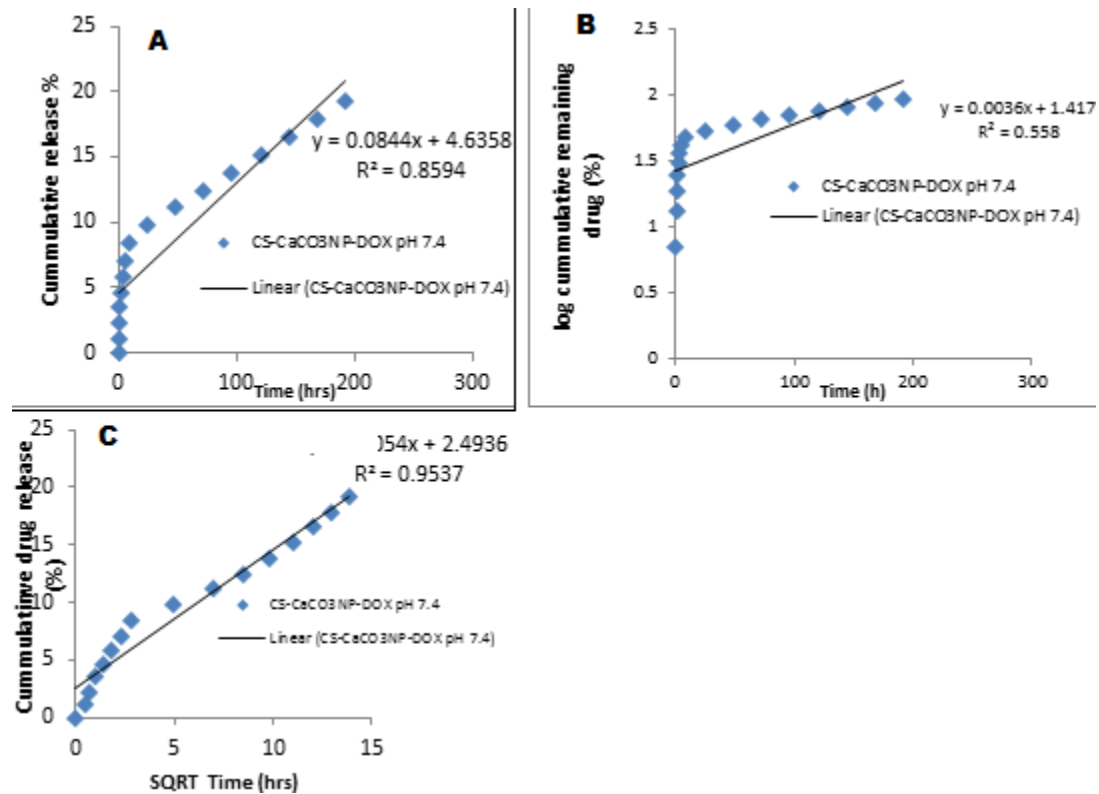 A
Cummulative release %
25
20
15
10
5
0
y = 0.0844x + 4.6358
R² = 0.8594
CS-CaCO3NP-DOX pH 7.4
Linear (CS-CaCO3NP-DOX pH 7.4)
0
100
200
300
Time (hrs)
B
log cummulative remaining
drug (%)
2.5
2
1.5
1
0.5
0
y = 0.0036x + 1.417
R² = 0.558
CS-CaCO3NP-DOX pH 7.4
Linear (CS-CaCO3NP-DOX pH 7.4)
0
100
200
300
Time (h)
C
Cummulatinve drug release
(%)
25
20
15
10
5
0
054x + 2.4936
R² = 0.9537
CS-CaCO3NP-DOX pH 7.4
Linear (CS-CaCO3NP-DOX pH 7.4)
0
5
10
15
SQRT Time (hrs)